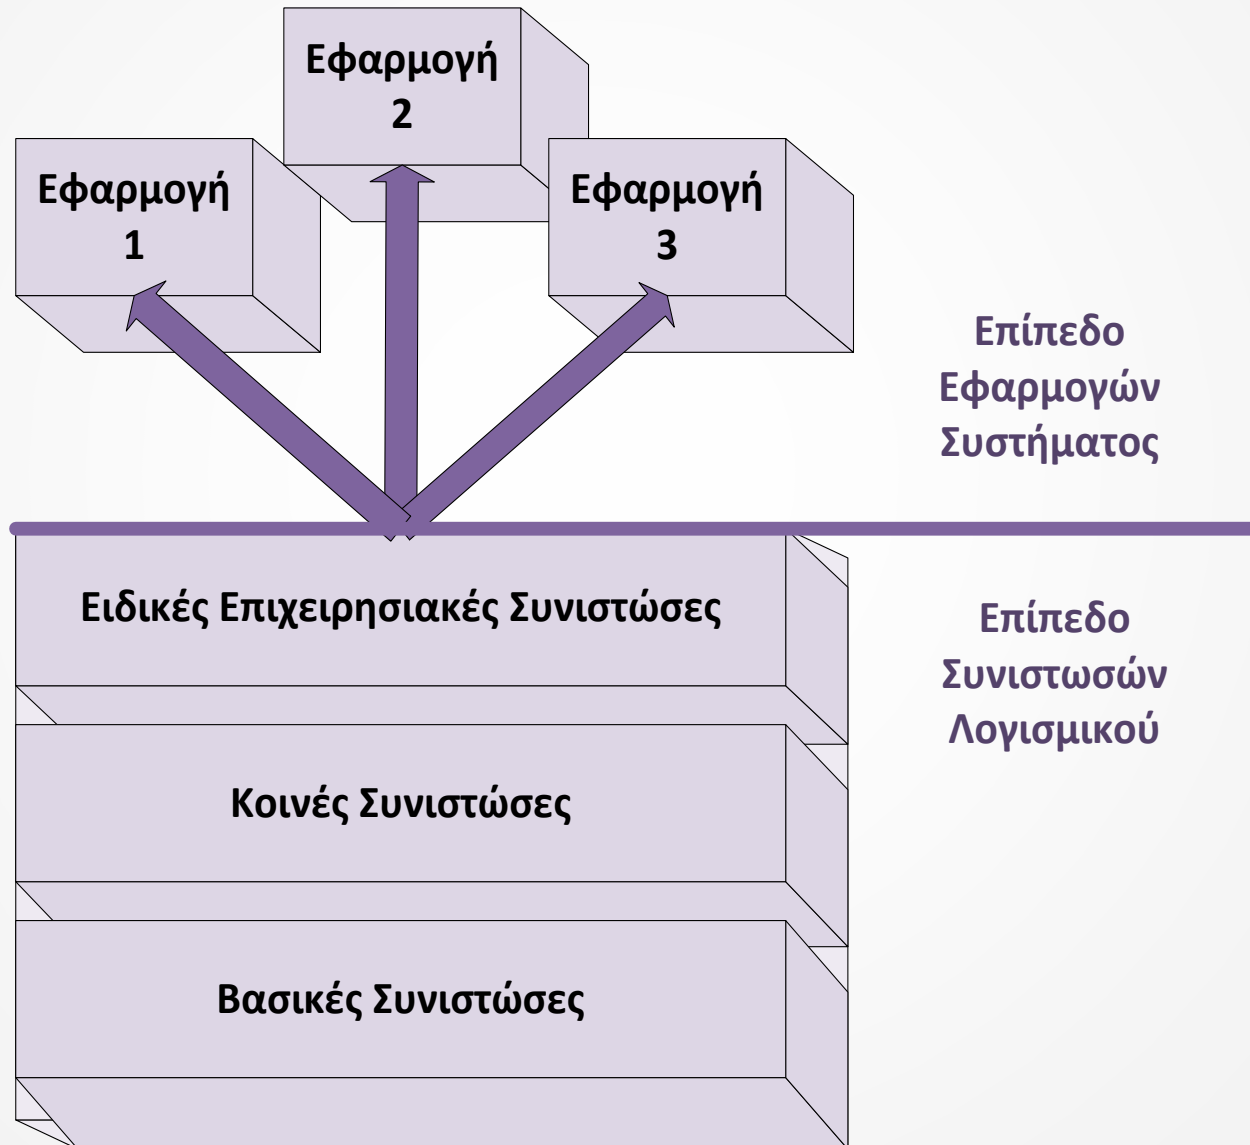 Εφαρμογή
2
Εφαρμογή
1
Εφαρμογή
3
Επίπεδο
Εφαρμογών
Συστήματος
Ειδικές Επιχειρησιακές Συνιστώσες
Επίπεδο
Συνιστωσών
Λογισμικού
Κοινές Συνιστώσες
Βασικές Συνιστώσες